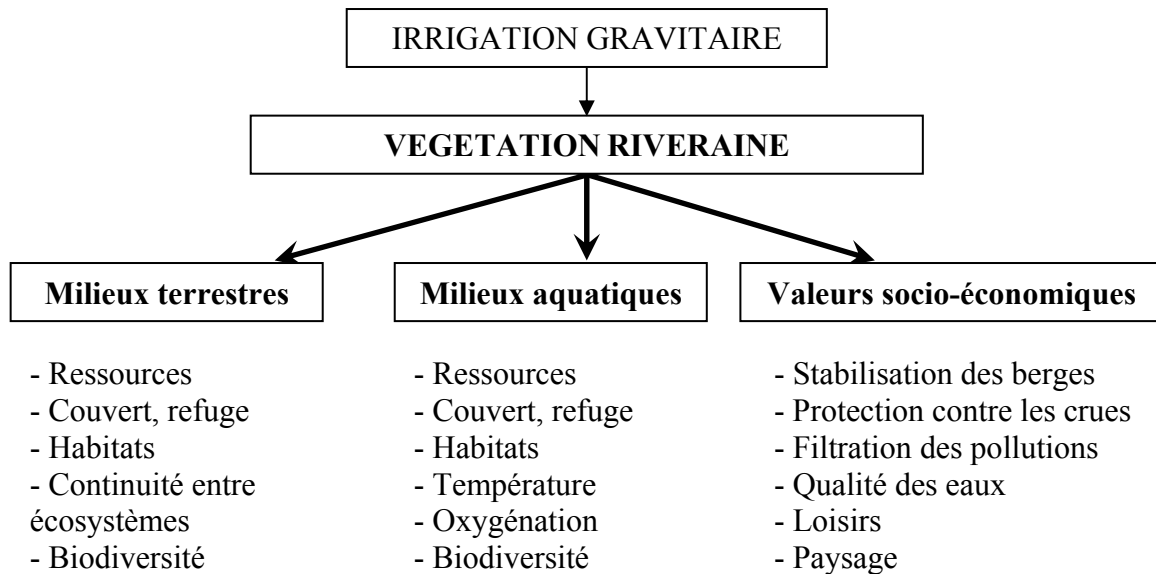 IRRIGATION GRAVITAIRE
VEGETATION RIVERAINE
Milieux terrestres
- Ressources
- Couvert, refuge
- Habitats
- Continuité entre
écosystèmes
- Biodiversité
Milieux aquatiques
- Ressources
- Couvert, refuge
- Habitats
- Température
- Oxygénation
- Biodiversité
Valeurs socio-économiques
- Stabilisation des berges
- Protection contre les crues
- Filtration des pollutions
- Qualité des eaux
- Loisirs
- Paysage